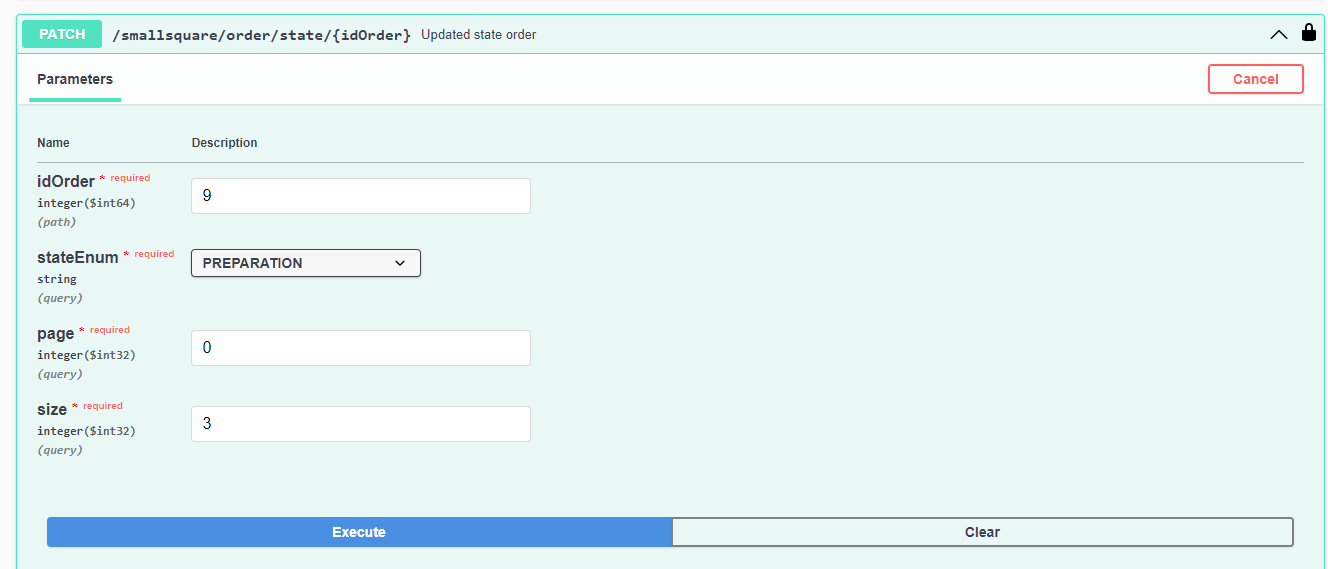 PATCH /smallsquare/order/state/{idOrder} Updated state order
Parameters
Cancel
Name Description
idOrder * required
integer($int64)
(path)
9
stateEnum * required
string
(query)
PREPARATION
page * required
integer($int32)
(query)
0
size * required
integer($int32)
(query)
3
Execute Clear